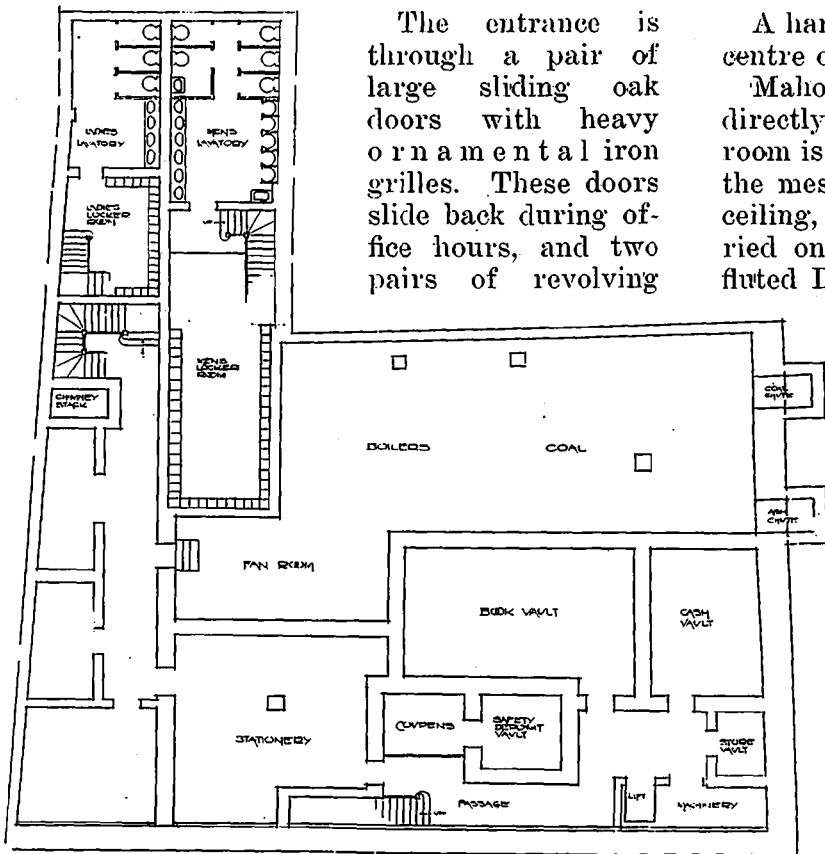 The entrance is
through a pair of
large sliding oak
doors with heavy
ornamental iron
grilles. These doors
slide back during of-
fice hours, and two
pairs of revolving
A har
centre o
Maho
directly
room is
the mes
ceiling,
ried on
fluted D
LADIES
LAVATORY
MENS
LAVATORY
LADIES
LOCKER
ROOM
MENS
LOCKER
ROOM
CHIMNEY
STACK
BOILERS
COAL
COAL
CHUTE
ASH
CHUTE
FAN ROOM
BOOK VAULT
CASH
VAULT
STATIONERY
COUPENS
SAFETY
DEPOSIT
VAULT
STORE
VAULT
PASSAGE
LIFT
MACHINERY